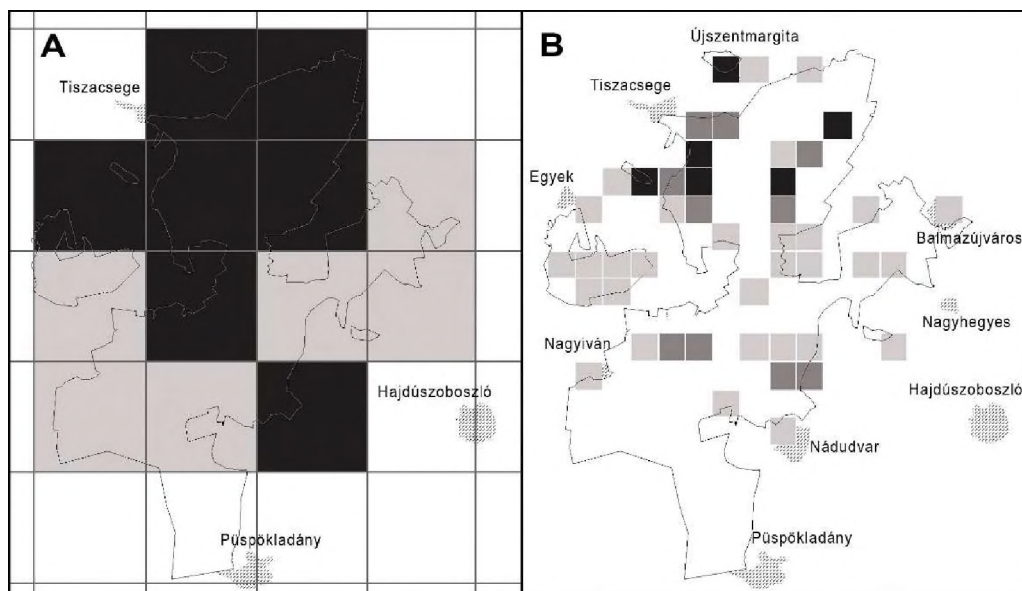 A
Tiszacsege
Hajdúszoboszló
Püspökladány
B
Újszentmargita
Tiszacsege
Egyek
Balmazújváros
Nagyhegyes
Nagyiván
Hajdúszoboszló
Nádudvar
Püspökladány